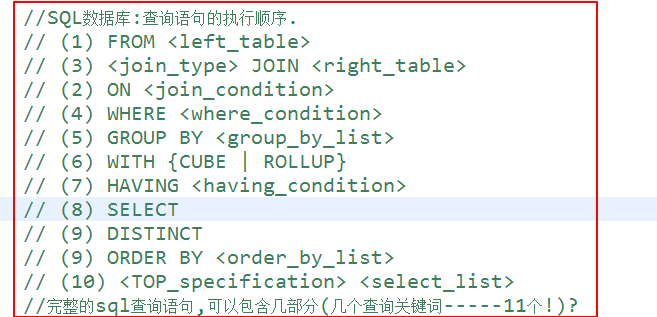 //SQL数据库:查询语句的执行顺序.
// (1) FROM <left_table>
// (3) <join_type> JOIN <right_table>
// (2) ON <join_condition>
// (4) WHERE <where_condition>
// (5) GROUP BY <group_by_list>
// (6) WITH {CUBE | ROLLUP}
// (7) HAVING <having_condition>
// (8) SELECT
// (9) DISTINCT
// (9) ORDER BY <order_by_list>
// (10) <TOP_specification> <select_list>
//完整的sql查询语句,可以包含几部分(几个查询关键词-----11个!)?